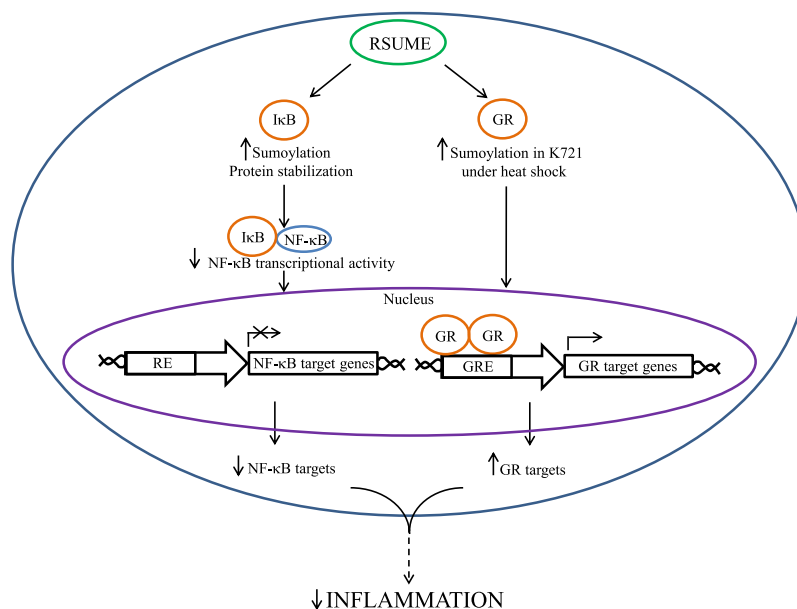 RSUME
IκB
GR
↑ Sumoylation
Protein stabilization
↑ Sumoylation in K721
under heat shock
IκB
NF-κB
↓ NF-κB transcriptional activity
Nucleus
GR
GR
RE
NF-κB target genes
GRE
GR target genes
↓ NF-κB targets
↑ GR targets
↓ INFLAMMATION